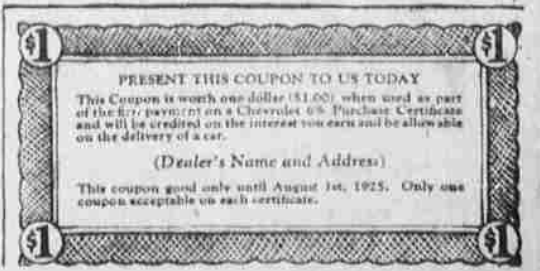 $1 $1
PRESENT THIS COUPON TO US TODAY
This Coupon is worth one dollar ($1.00) when used as part
of the first payment on a Chevrolet 6% Purchase Certificate
and will be credited on the interest you earn and be allowable
on the delivery of a car.
(Dealer's Name and Address)
This coupon good only until August 1st, 1925. Only one
coupon acceptable on each certificate.
$1 $1